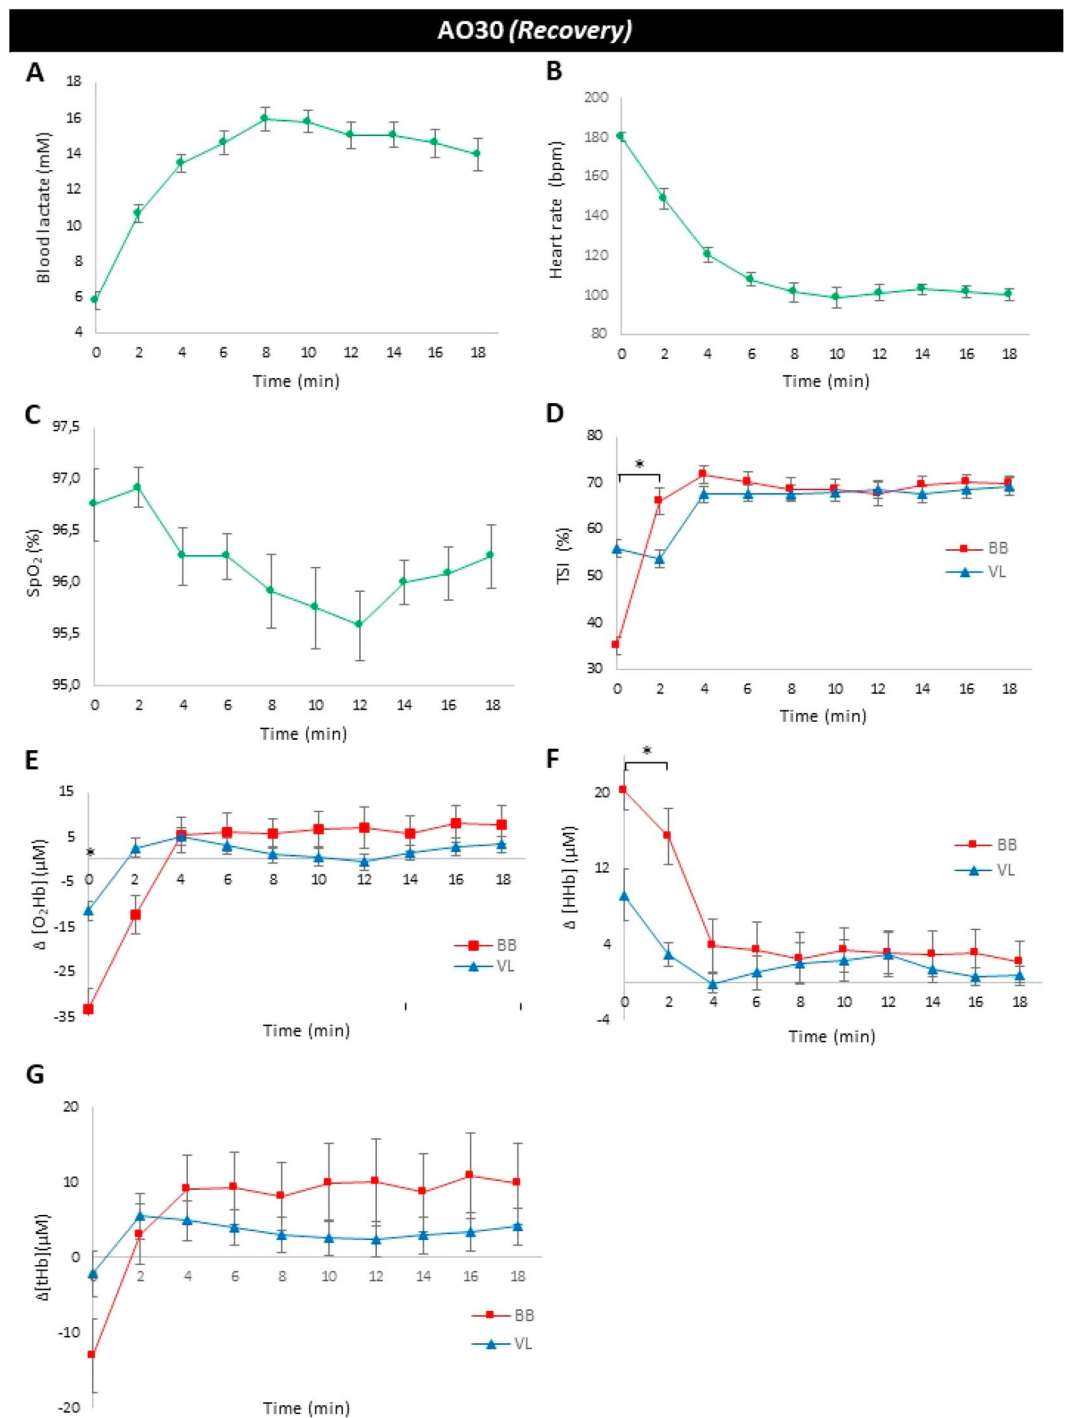 AO30 (Recovery)
A
18
16
14
12
10
8
6
4
Blood lactate (mM)
0 2 4 6 8 10 12 14 16 18
Time (min)
B
200
180
160
140
120
100
80
Heart rate (bpm)
0 2 4 6 8 10 12 14 16 18
Time (min)
C
97,5
97,0
96,5
96,0
95,5
95,0
SpO₂ (%)
0 2 4 6 8 10 12 14 16 18
Time (min)
D
80
70
60
50
40
30
TSI (%)
*
BB
VL
0 2 4 6 8 10 12 14 16 18
Time (min)
E
15
5
-5
-15
-25
-35
Δ [O₂Hb] (μM)
*
0 2 4 6 8 10 12 14 16 18
BB
VL
Time (min)
F
*
20
12
4
-4
Δ [HHb] (μM)
BB
VL
0 2 4 6 8 10 12 14 16 18
Time (min)
G
20
10
0
-10
-20
Δ[tHb](μM)
2 4 6 8 10 12 14 16 18
BB
VL
Time (min)